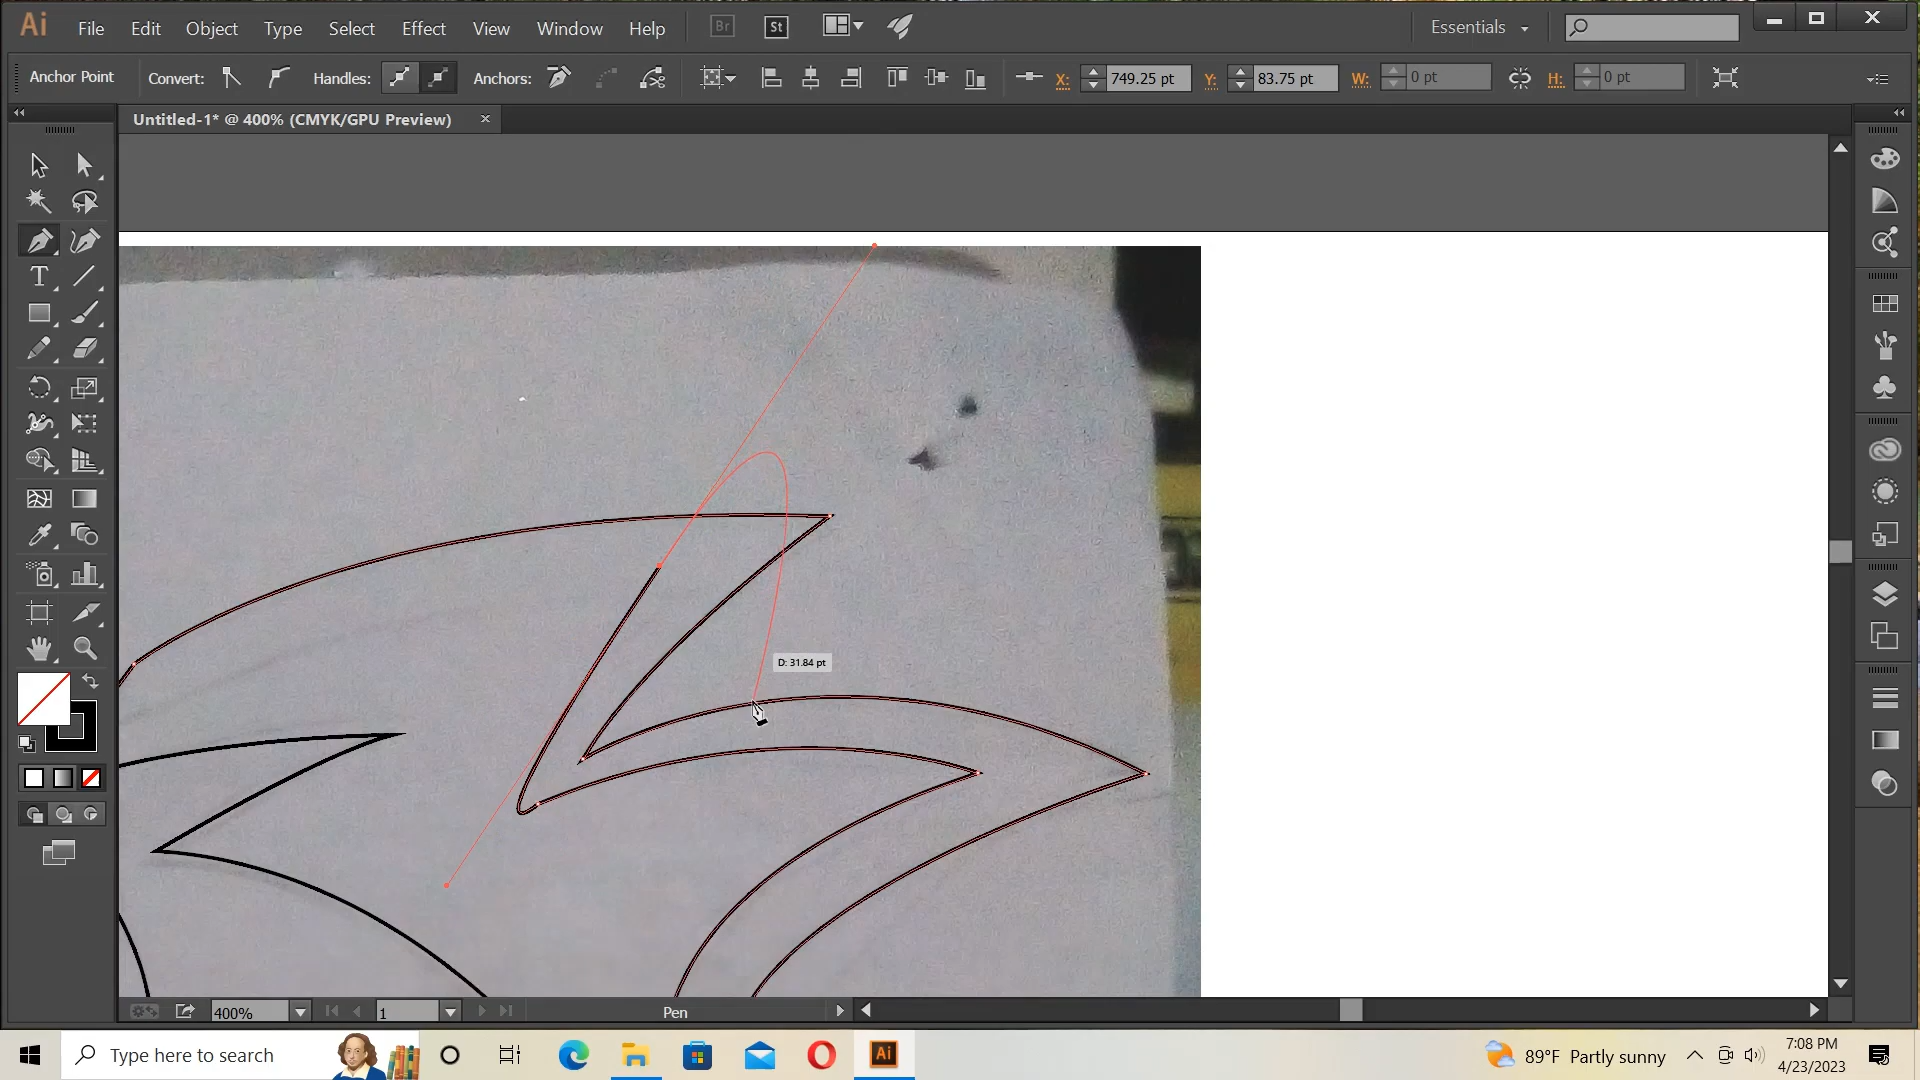 Ai File Edit Object Type Select Effect View Window Help Br St Essentials
Anchor Point Convert: Handles: Anchors: X: 749.25 pt Y: 83.75 pt W: 0 pt H: 0 pt
Untitled-1* @ 400% (CMYK/GPU Preview)
T
D: 31.84 pt
400% 1 Pen
Type here to search Ai 89°F Partly sunny 7:08 PM
4/23/2023